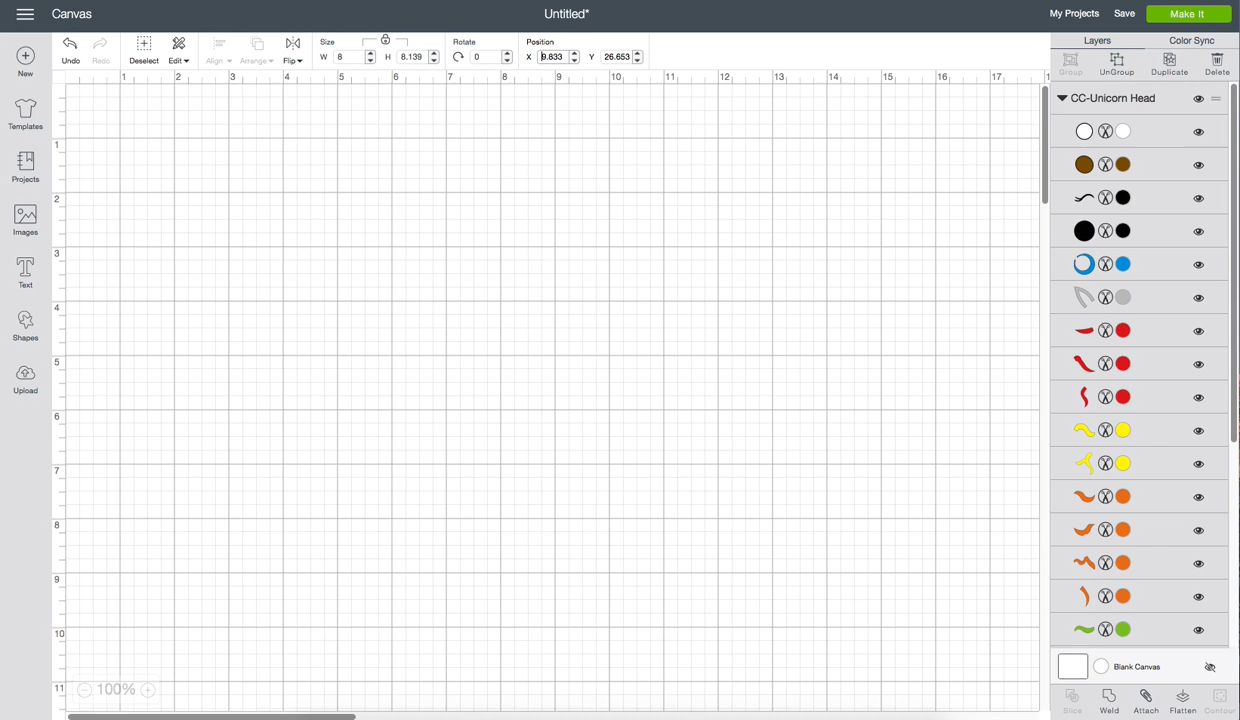 Canvas
Untitled*
My Projects Save Make It
Size
Rotate
Position
W 8 H 8.139
0
X 9.833 Y 26.653
Undo Redo Deselect Edit Align Arrange Flip
Layers Color Sync
Group UnGroup Duplicate Delete
New
Templates
Projects
Images
Text
Shapes
Upload
1 2 3 4 5 6 7 8 9 10 11 12 13 14 15 16 17
1
2
3
4
5
6
7
8
9
10
11
100%
CC-Unicorn Head
Blank Canvas
Slice Weld Attach Flatten Contour